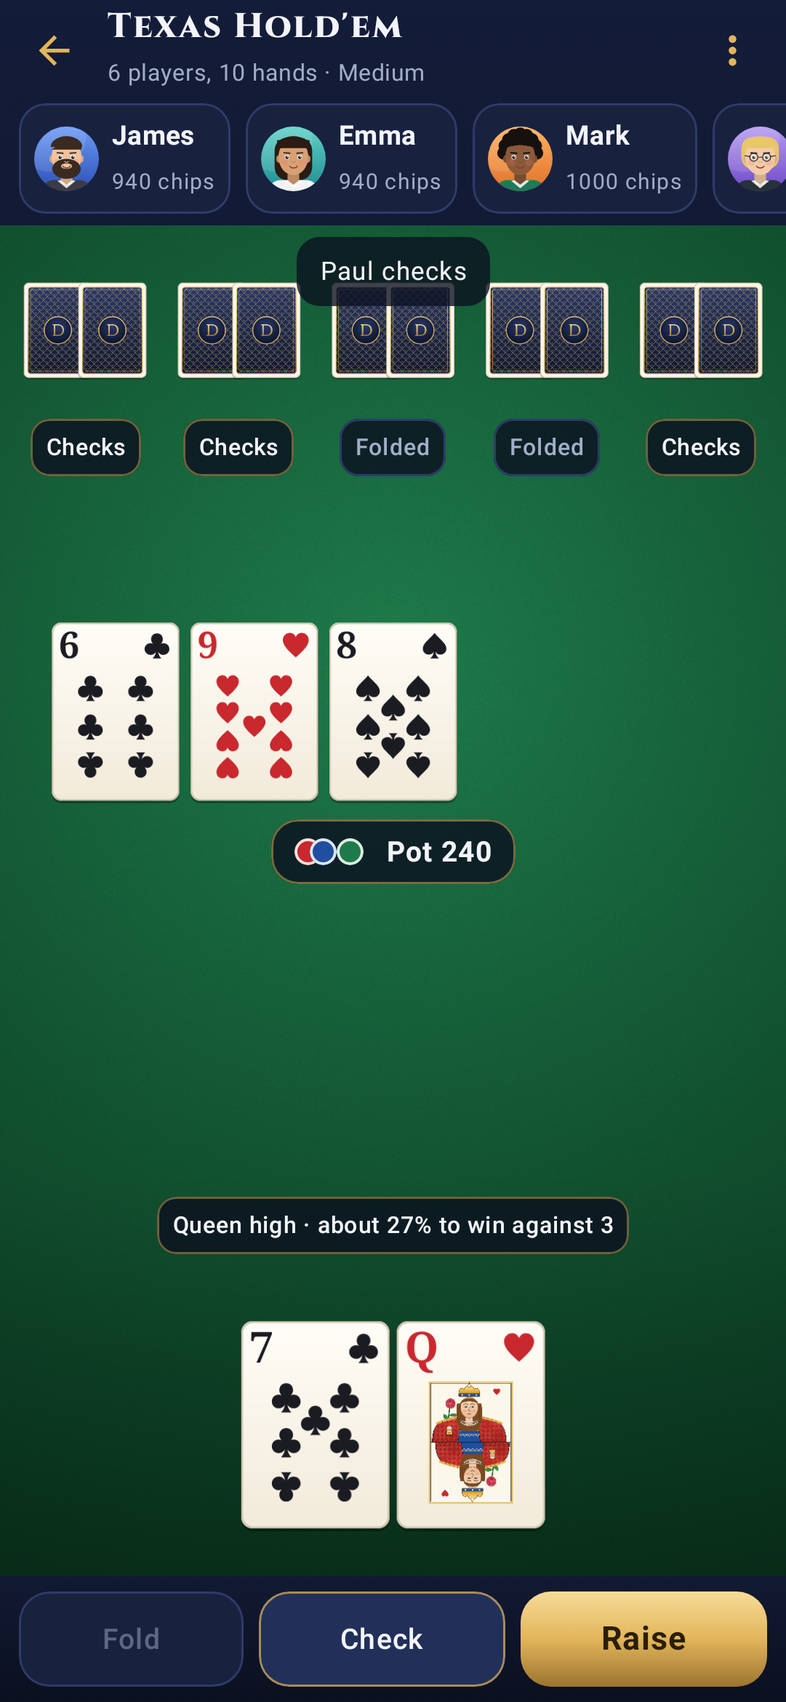 Texas Hold'em
6 players, 10 hands · Medium
James
940 chips
Emma
940 chips
Mark
1000 chips
Paul checks
D D D D D D D D D D
Checks
Checks
Folded
Folded
Checks
6
9
8
Pot 240
Queen high · about 27% to win against 3
7
Q
Fold
Check
Raise